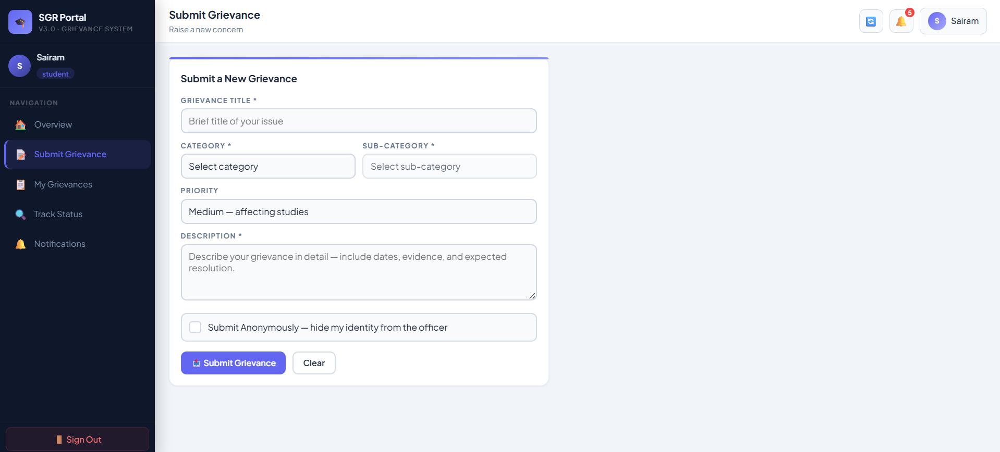 SGR Portal
V3.0 · GRIEVANCE SYSTEM
S
Sairam
student
NAVIGATION
Overview
Submit Grievance
My Grievances
Track Status
Notifications
Sign Out
Submit Grievance
Raise a new concern
5
S
Sairam
Submit a New Grievance
GRIEVANCE TITLE *
Brief title of your issue
CATEGORY * SUB-CATEGORY *
Select category Select sub-category
PRIORITY
Medium — affecting studies
DESCRIPTION *
Describe your grievance in detail — include dates, evidence, and expected
resolution.
Submit Anonymously — hide my identity from the officer
Submit Grievance Clear